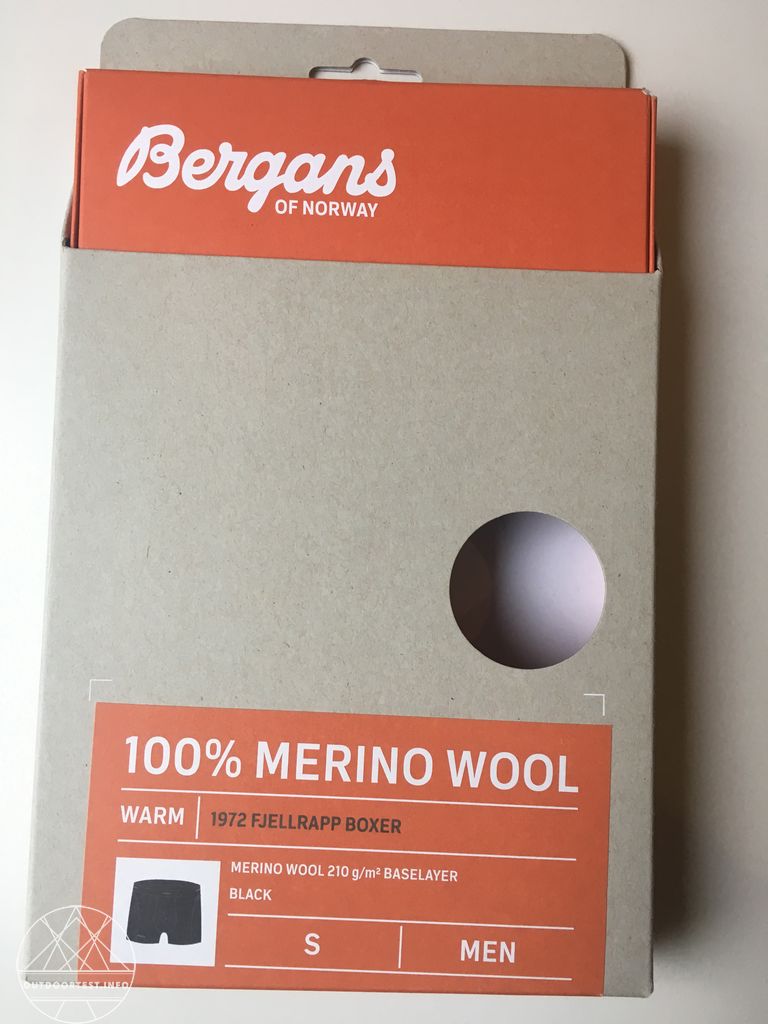 Bergans
OF NORWAY
100% MERINO WOOL
WARM
1972 FJELLRAPP BOXER
MERINO WOOL 210 g/m² BASELAYER
BLACK
S
MEN
OUTDOORTEST.INFO